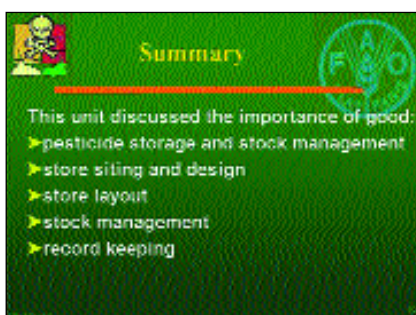 Summary
F A O
This unit discussed the importance of good:
➤pesticide storage and stock management
➤store siting and design
➤store layout
➤stock management
➤record keeping